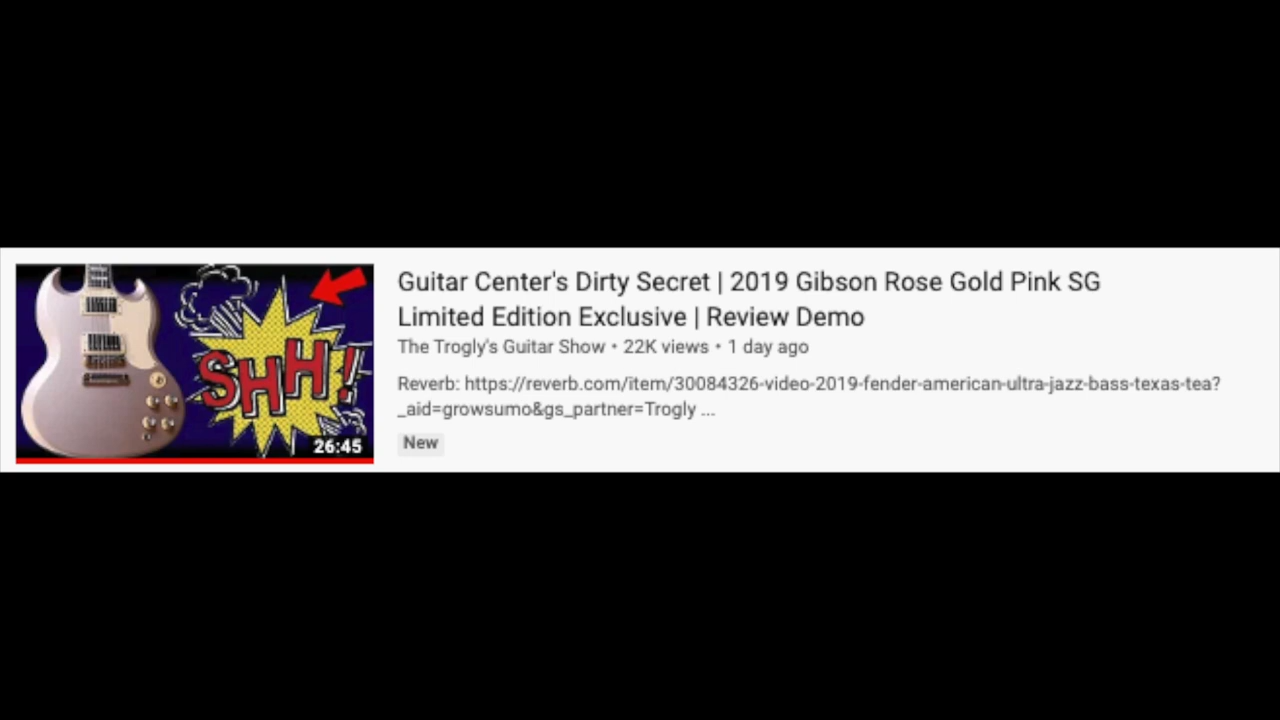 SHH!
26:45
Guitar Center's Dirty Secret | 2019 Gibson Rose Gold Pink SG
Limited Edition Exclusive | Review Demo
The Trogly's Guitar Show • 22K views • 1 day ago
Reverb: https://reverb.com/item/30084326-video-2019-fender-american-ultra-jazz-bass-texas-tea?
_aid=growsumo&gs_partner=Trogly ...
New